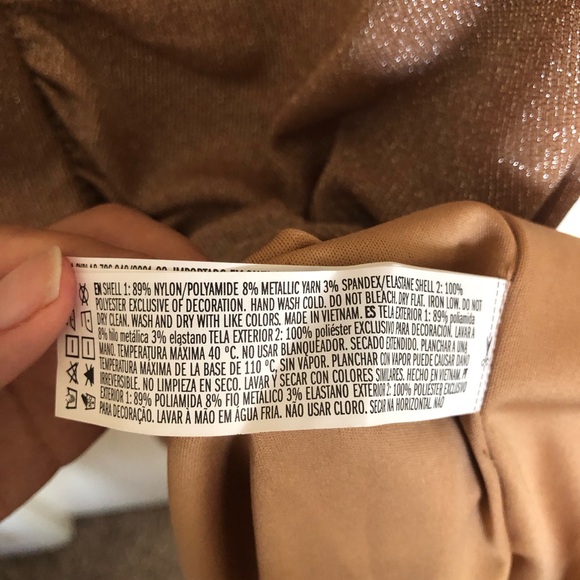 IMPORTADO
EN SHELL 1: 89% NYLON/POLYAMIDE 8% METALLIC YARN 3% SPANDEX/ELASTANE SHELL 2: 100%
POLYESTER EXCLUSIVE OF DECORATION. HAND WASH COLD. DO NOT BLEACH. DRY FLAT. IRON LOW. DO NOT
DRY CLEAN. WASH AND DRY WITH LIKE COLORS. MADE IN VIETNAM. ES TELA EXTERIOR 1: 89% poliamida
8% hilo metálico 3% elastano TELA EXTERIOR 2: 100% poliéster EXCLUSIVO PARA DECORACIÓN. LAVAR A
MANO. TEMPERATURA MÁXIMA 40 °C. NO USAR BLANQUEADOR. SECADO EXTENDIDO. PLANCHAR A UNA
TEMPERATURA MÁXIMA DE LA BASE DE 110 °C, SIN VAPOR. PLANCHAR CON VAPOR PUEDE CAUSAR DAÑO
IRREVERSIBLE. NO LIMPIEZA EN SECO. LAVAR Y SECAR CON COLORES SIMILARES. HECHO EN VIETNAM.
EXTERIOR 1: 89% POLIAMIDA 8% FIO METÁLICO 3% ELASTANO EXTERIOR 2: 100% POLIÉSTER EXCLUSIVO
PARA DECORAÇÃO. LAVAR À MÃO EM ÁGUA FRIA. NÃO USAR CLORO. SECAR NA HORIZONTAL. NÃO